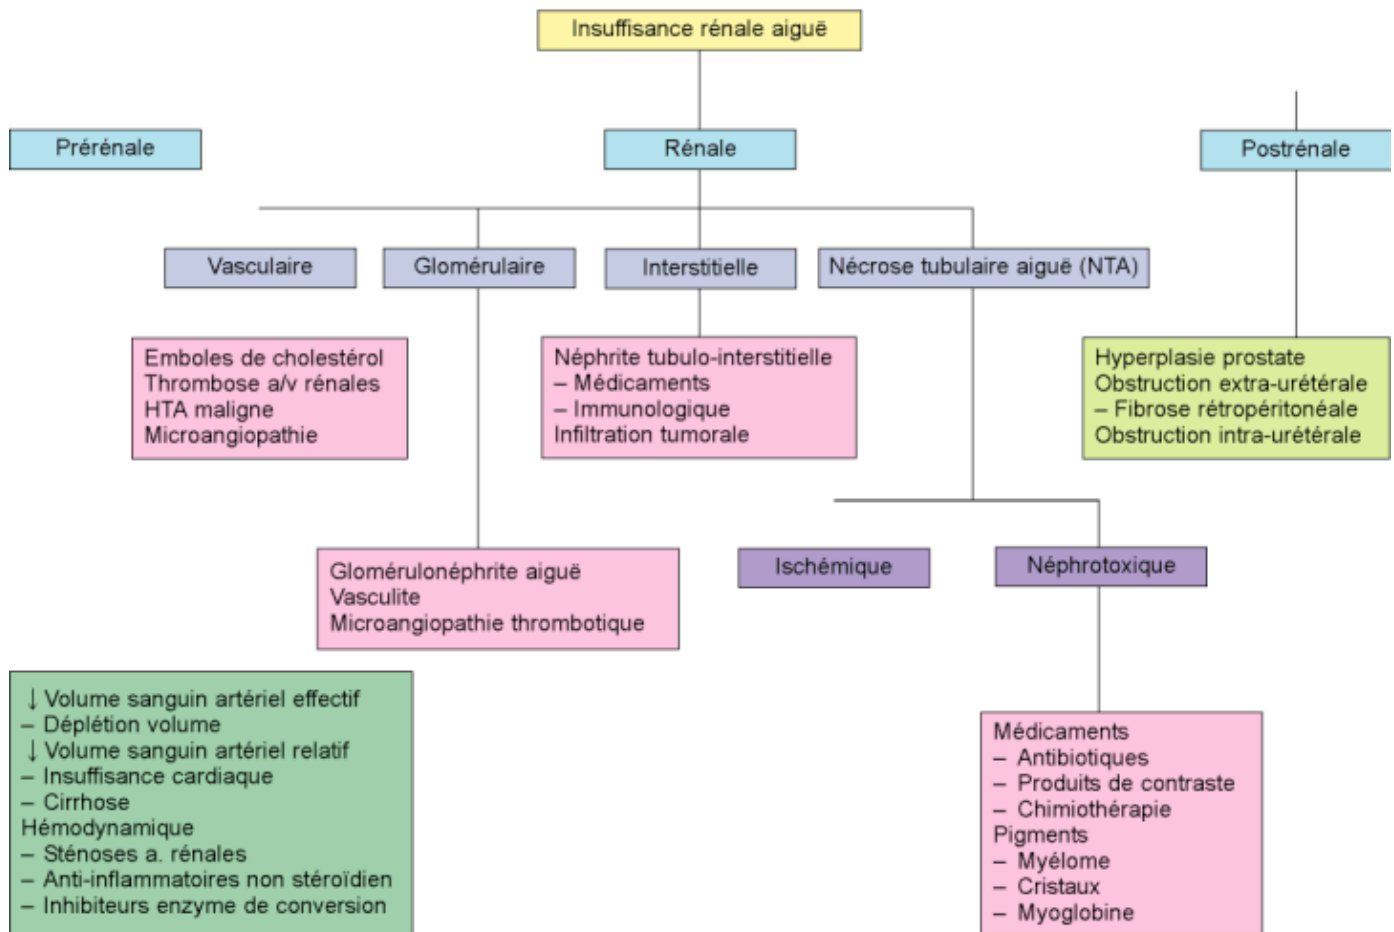 Insuffisance rénale aiguë
Prérénale
Rénale
Postrénale
Vasculaire
Glomérulaire
Interstitielle
Nécrose tubulaire aiguë (NTA)
Emboles de cholestérol
Thrombose a/v rénales
HTA maligne
Microangiopathie
Néphrite tubulo-interstitielle
– Médicaments
– Immunologique
Infiltration tumorale
Hyperplasie prostate
Obstruction extra-urétérale
– Fibrose rétropéritonéale
Obstruction intra-urétérale
Glomérulonéphrite aiguë
Vasculite
Microangiopathie thrombotique
Ischémique
Néphrotoxique
↓ Volume sanguin artériel effectif
– Déplétion volume
↓ Volume sanguin artériel relatif
– Insuffisance cardiaque
– Cirrhose
Hémodynamique
– Sténoses a. rénales
– Anti-inflammatoires non stéroïdien
– Inhibiteurs enzyme de conversion
Médicaments
– Antibiotiques
– Produits de contraste
– Chimiothérapie
Pigments
– Myélome
– Cristaux
– Myoglobine